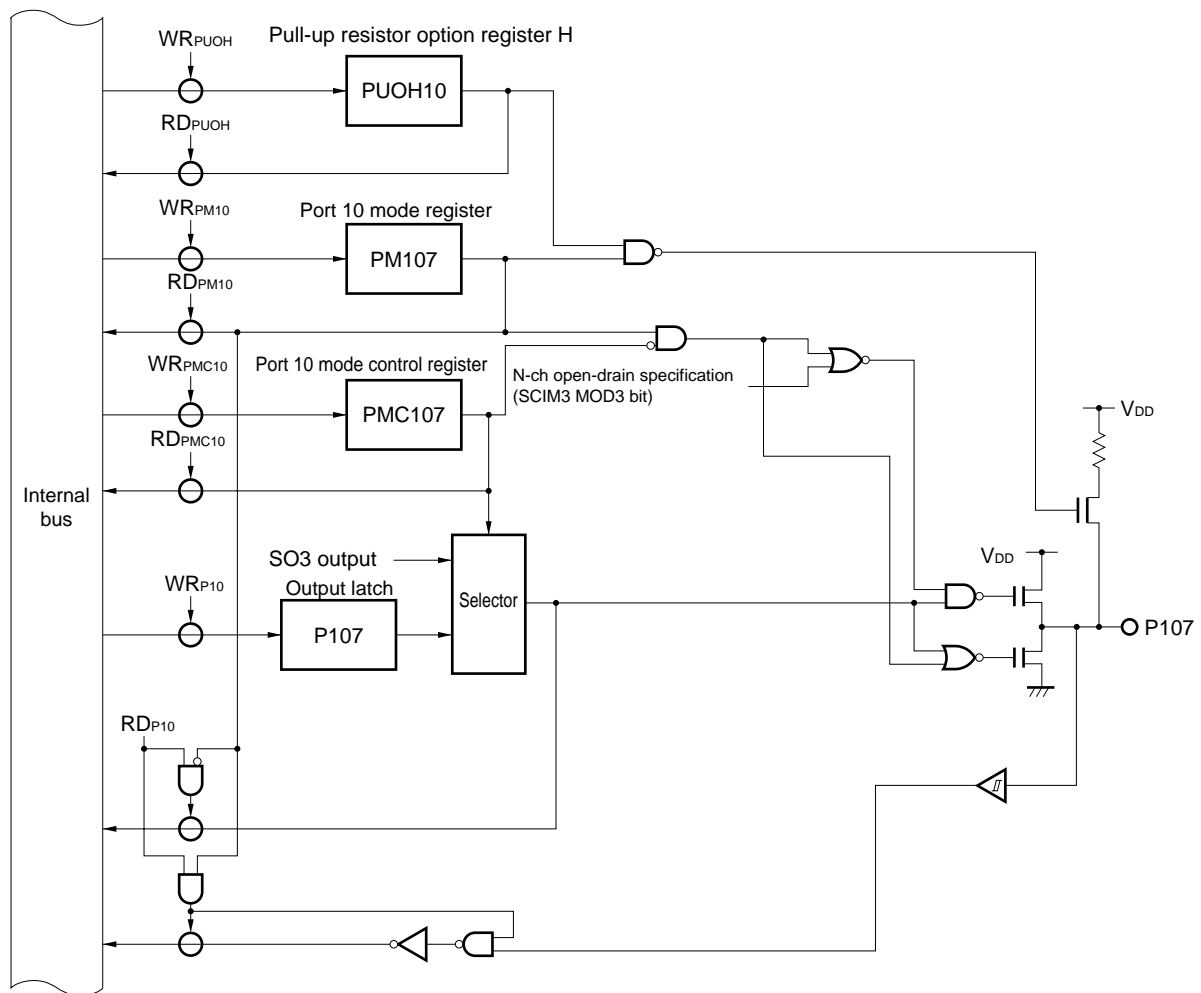 WRPUOH
Pull-up resistor option register H
PUOH10
RDPUOH
WRPM10
Port 10 mode register
PM107
RDPM10
WRPMC10
Port 10 mode control register
N-ch open-drain specification
(SCIM3 MOD3 bit)
PMC107
VDD
RDPMC10
Internal
bus
SO3 output
VDD
WRP10
Output latch
Selector
P107
P107
RDP10